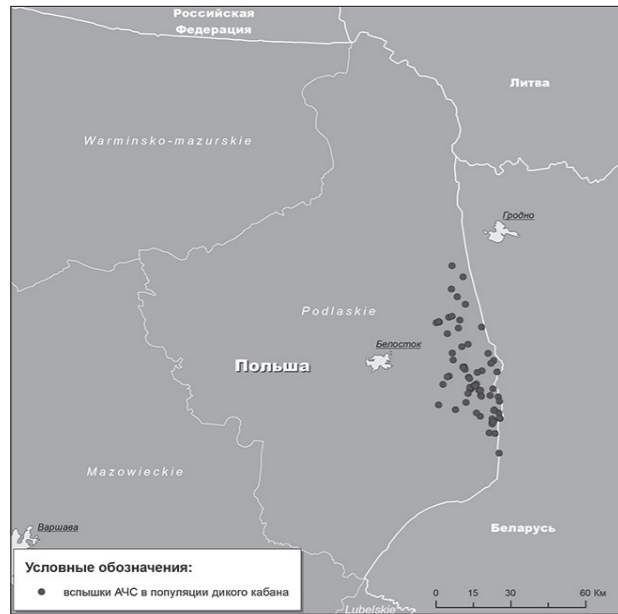 Российская
Федерация
Литва
Warminsko-mazurskie
Гродно
Podlaskie
Белосток
Польша
Mazowieckie
Варшава
Беларусь
Условные обозначения:
вспышки АЧС в популяции дикого кабана
Lubelskie
0 15 30 60 Км